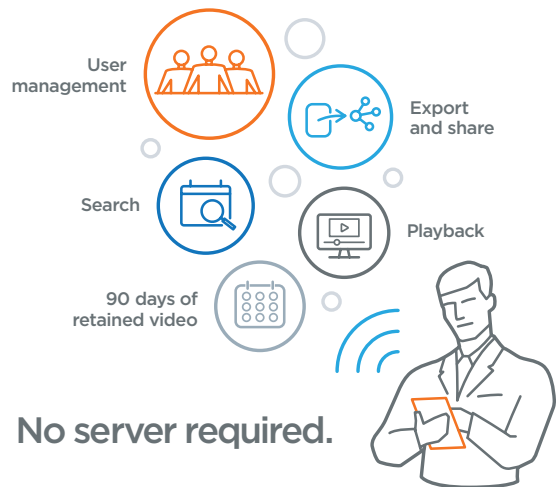 User
management
Export
and share
Search
Playback
90 days of
retained video
No server required.